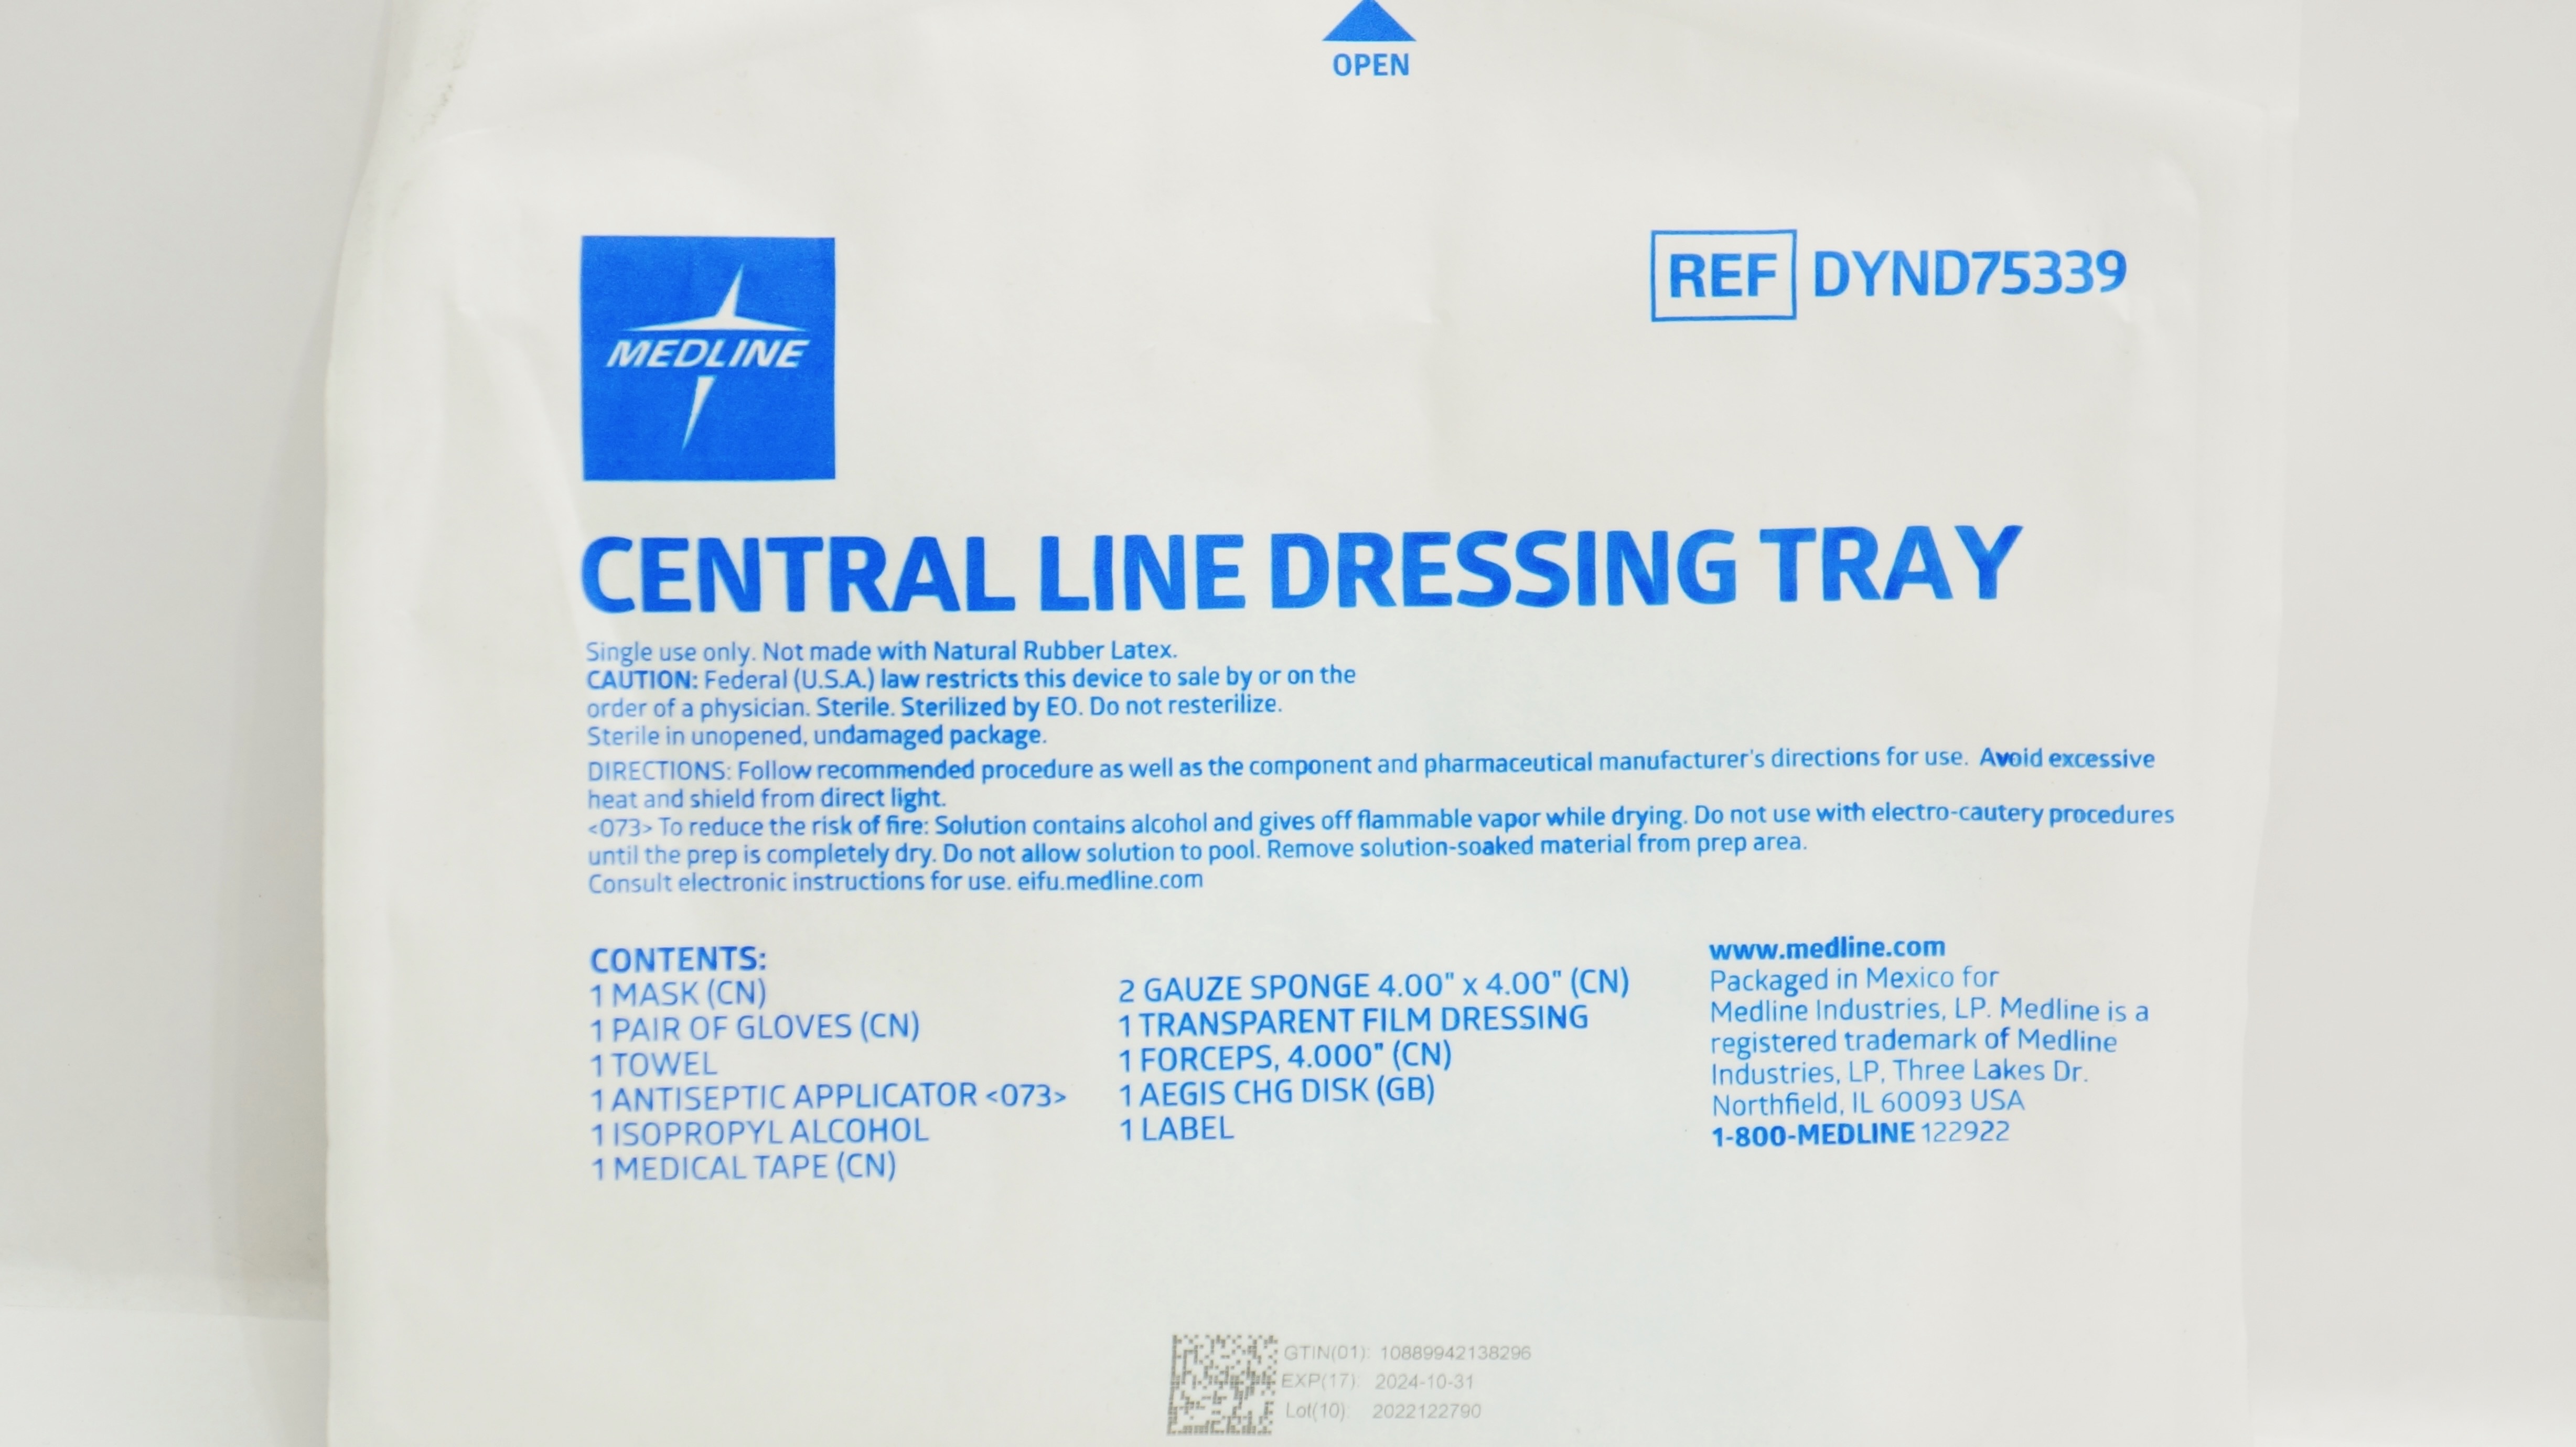 OPEN
MEDLINE
REF DYND75339
CENTRAL LINE DRESSING TRAY
Single use only. Not made with Natural Rubber Latex.
CAUTION: Federal (U.S.A.) law restricts this device to sale by or on the
order of a physician. Sterile. Sterilized by EO. Do not resterilize.
Sterile in unopened, undamaged package.
DIRECTIONS: Follow recommended procedure as well as the component and pharmaceutical manufacturer's directions for use. Avoid excessive
heat and shield from direct light.
<073> To reduce the risk of fire: Solution contains alcohol and gives off flammable vapor while drying. Do not use with electro-cautery procedures
until the prep is completely dry. Do not allow solution to pool. Remove solution-soaked material from prep area.
Consult electronic instructions for use. eifu.medline.com
CONTENTS:
1 MASK (CN)
1 PAIR OF GLOVES (CN)
1 TOWEL
1 ANTISEPTIC APPLICATOR <073>
1 ISOPROPYL ALCOHOL
1 MEDICAL TAPE (CN)
2 GAUZE SPONGE 4.00" x 4.00" (CN)
1 TRANSPARENT FILM DRESSING
1 FORCEPS, 4.000" (CN)
1 AEGIS CHG DISK (GB)
1 LABEL
www.medline.com
Packaged in Mexico for
Medline Industries, LP. Medline is a
registered trademark of Medline
Industries, LP, Three Lakes Dr.
Northfield, IL 60093 USA
1-800-MEDLINE 122922
GTIN(01): 10889942138296
EXP(17): 2024-10-31
Lot(10): 2022122790